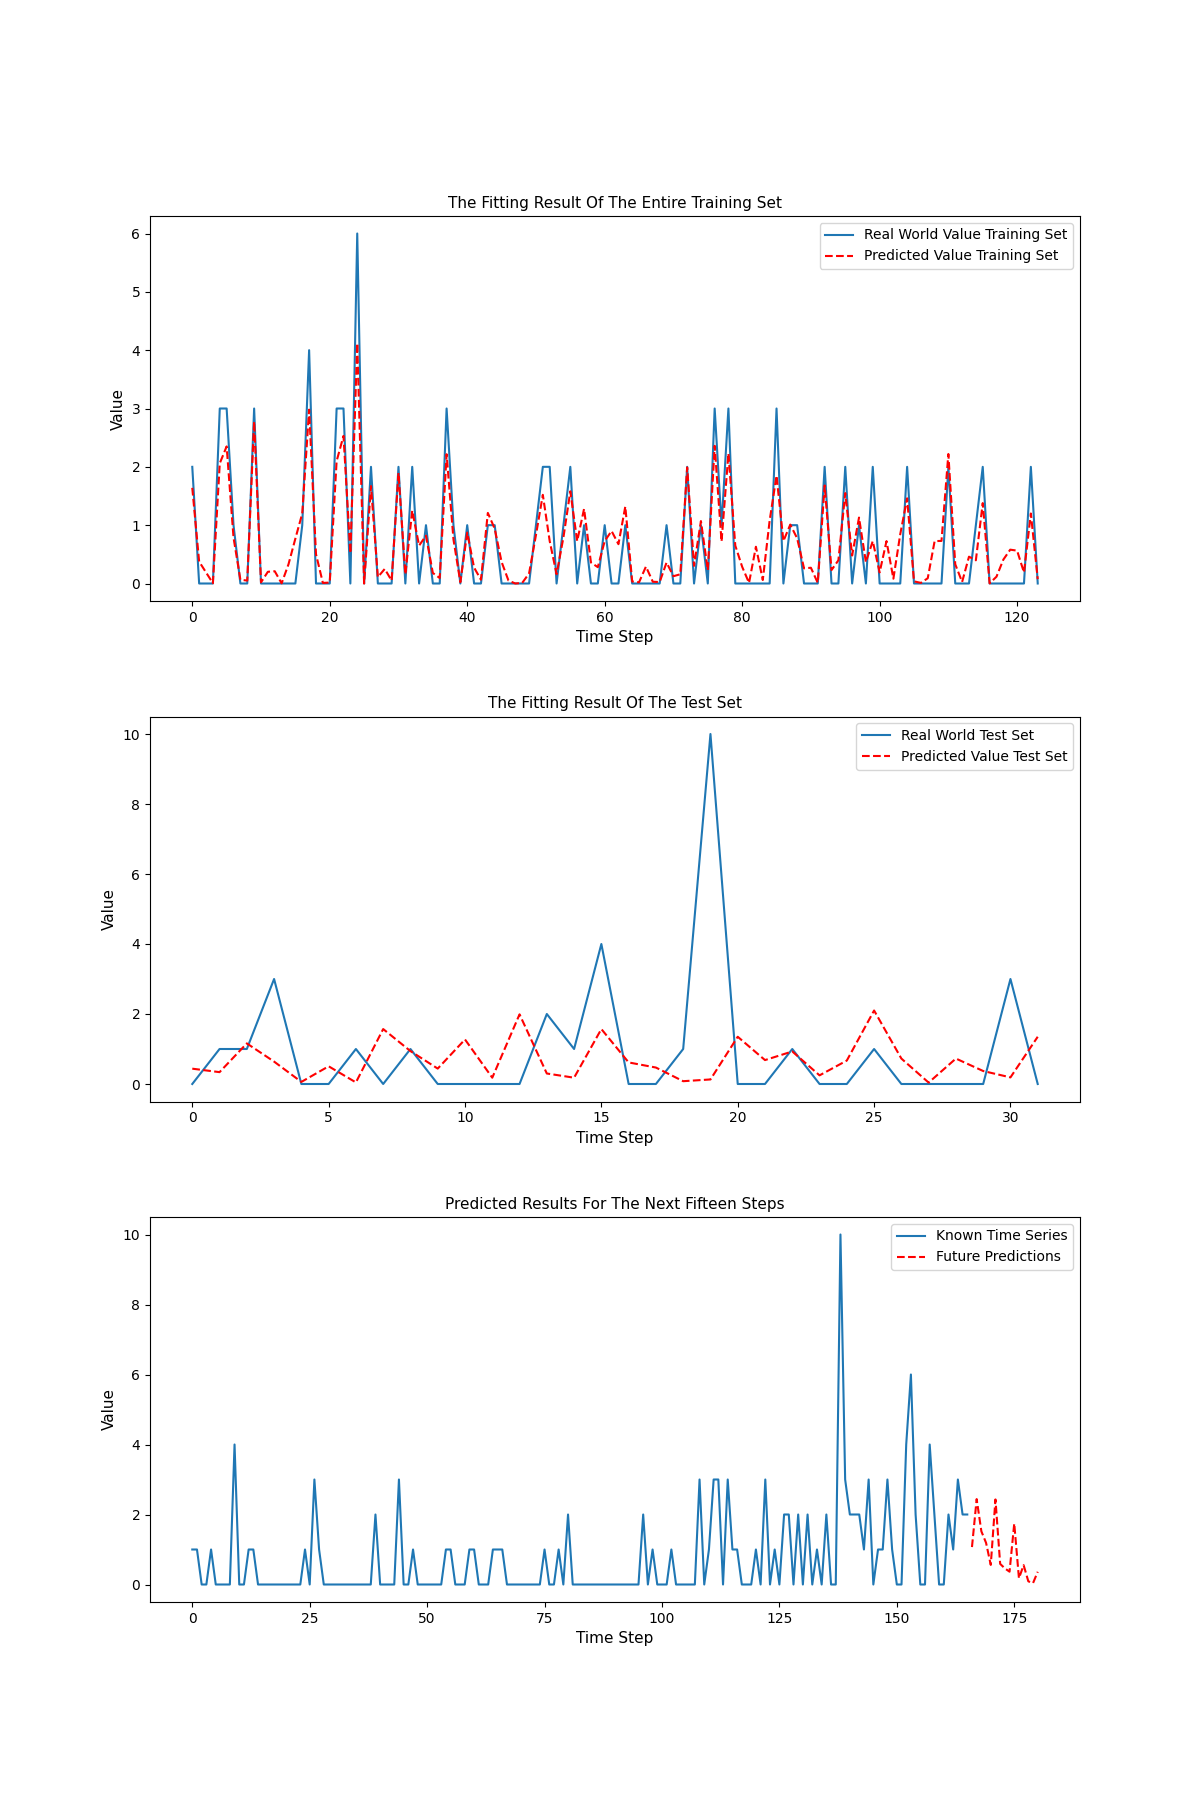 The Fitting Result Of The Entire Training Set
Real World Value Training Set
Predicted Value Training Set
6
5
4
3
2
1
0
Value
0 20 40 60 80 100 120
Time Step
The Fitting Result Of The Test Set
Real World Test Set
Predicted Value Test Set
10
8
6
4
2
0
Value
0 5 10 15 20 25 30
Time Step
Predicted Results For The Next Fifteen Steps
Known Time Series
Future Predictions
10
8
6
4
2
0
Value
0 25 50 75 100 125 150 175
Time Step